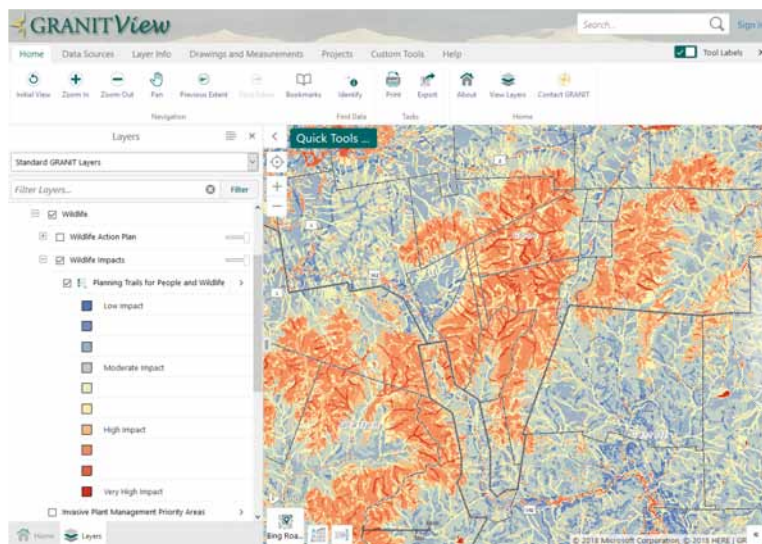 GRANITView
Search...
Sign in
Home Data Sources Layer Info Drawings and Measurements Projects Custom Tools Help
Tool Labels
Initial View Zoom In Zoom Out Pan Previous Extent Bookmarks Identify Print Export About View Layers Contact GRANIT
Navigation Find Data Tasks Home
Layers
Quick Tools ...
Standard GRANIT Layers
Filter Layers...
Filter
Wildlife
Wildlife Action Plan
Wildlife Impacts
Planning Trails for People and Wildlife
Low Impact
Moderate Impact
High Impact
Very High Impact
Invasive Plant Management Priority Areas
Home Layers
Bing Roa...
© 2018 Microsoft Corporation, © 2018 HERE | GR